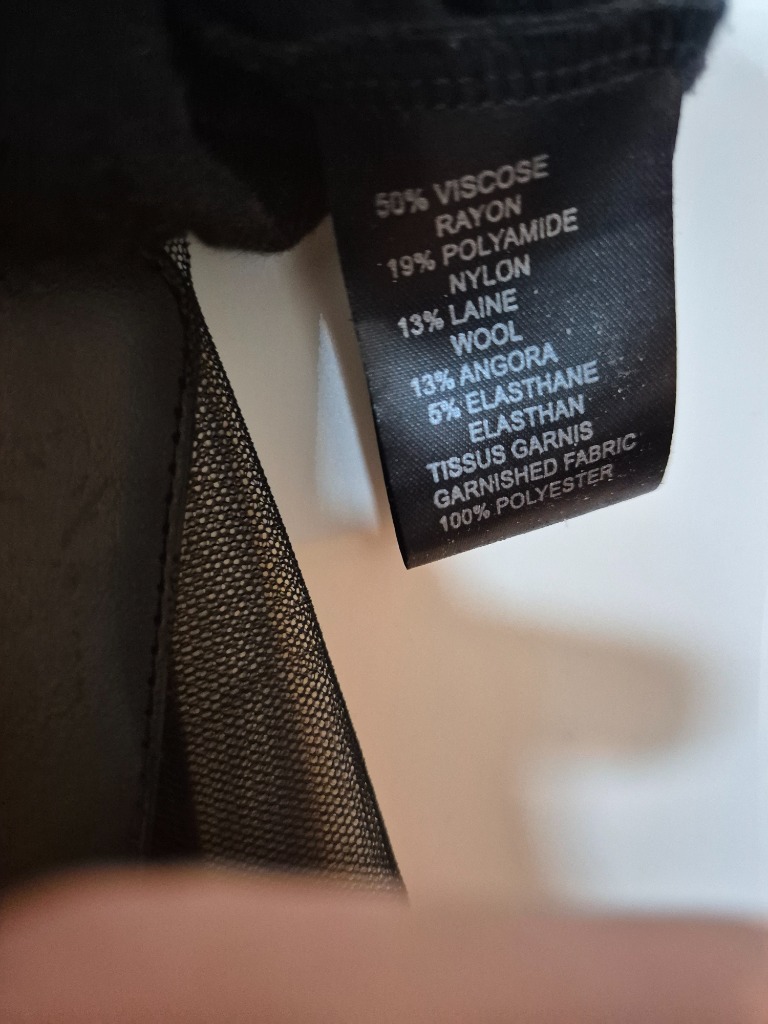 50% VISCOSE
RAYON
19% POLYAMIDE
NYLON
13% LAINE
WOOL
13% ANGORA
5% ELASTHANE
ELASTHAN
TISSUS GARNIS
GARNISHED FABRIC
100% POLYESTER